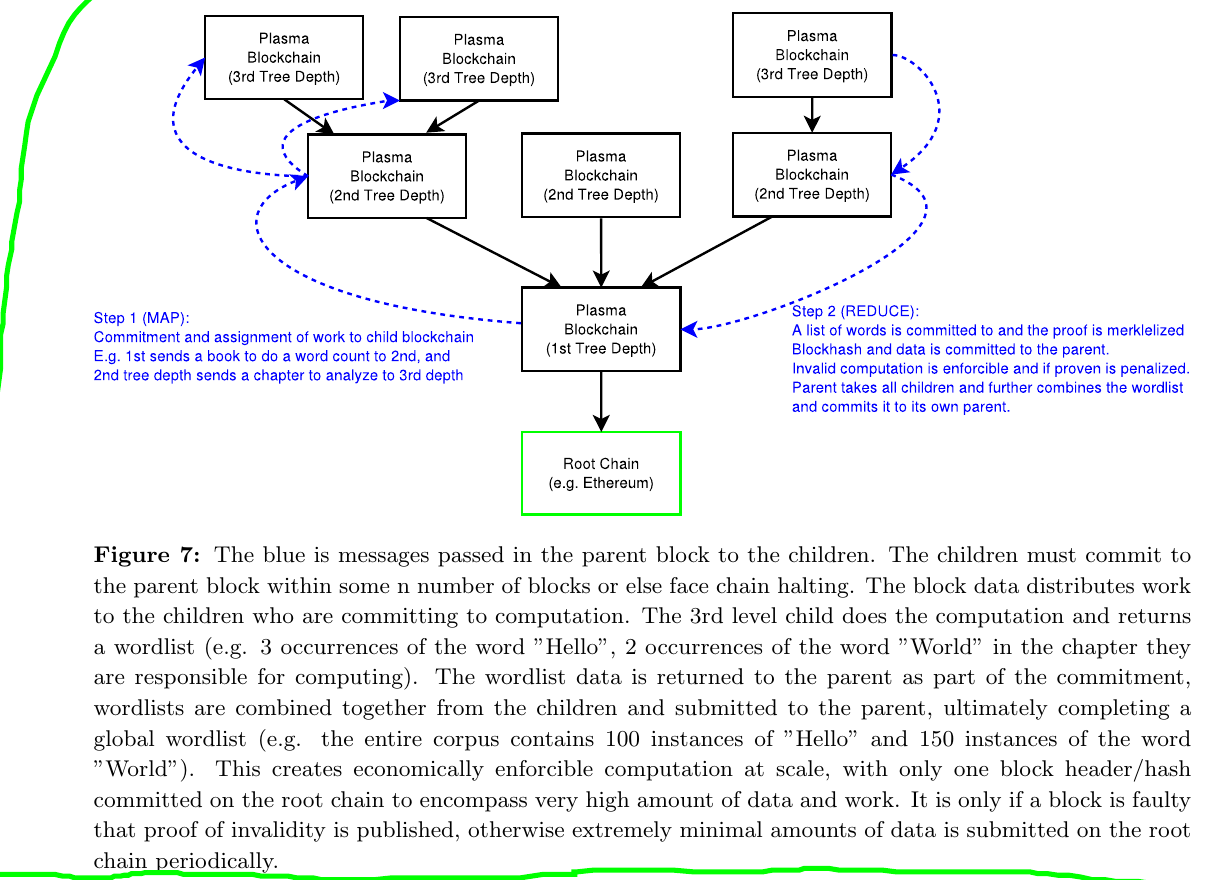 Plasma
Blockchain
(3rd Tree Depth)
Plasma
Blockchain
(3rd Tree Depth)
Plasma
Blockchain
(3rd Tree Depth)
Plasma
Blockchain
(2nd Tree Depth)
Plasma
Blockchain
(2nd Tree Depth)
Plasma
Blockchain
(2nd Tree Depth)
Step 1 (MAP):
Commitment and assignment of work to child blockchain
E.g. 1st sends a book to do a word count to 2nd, and
2nd tree depth sends a chapter to analyze to 3rd depth
Plasma
Blockchain
(1st Tree Depth)
Step 2 (REDUCE):
A list of words is committed to and the proof is merklelized
Blockhash and data is committed to the parent.
Invalid computation is enforcible and if proven is penalized.
Parent takes all children and further combines the wordlist
and commits it to its own parent.
Root Chain
(e.g. Ethereum)
Figure 7: The blue is messages passed in the parent block to the children. The children must commit to
the parent block within some n number of blocks or else face chain halting. The block data distributes work
to the children who are committing to computation. The 3rd level child does the computation and returns
a wordlist (e.g. 3 occurrences of the word ”Hello”, 2 occurrences of the word ”World” in the chapter they
are responsible for computing). The wordlist data is returned to the parent as part of the commitment,
wordlists are combined together from the children and submitted to the parent, ultimately completing a
global wordlist (e.g. the entire corpus contains 100 instances of ”Hello” and 150 instances of the word
”World”). This creates economically enforcible computation at scale, with only one block header/hash
committed on the root chain to encompass very high amount of data and work. It is only if a block is faulty
that proof of invalidity is published, otherwise extremely minimal amounts of data is submitted on the root
chain periodically.